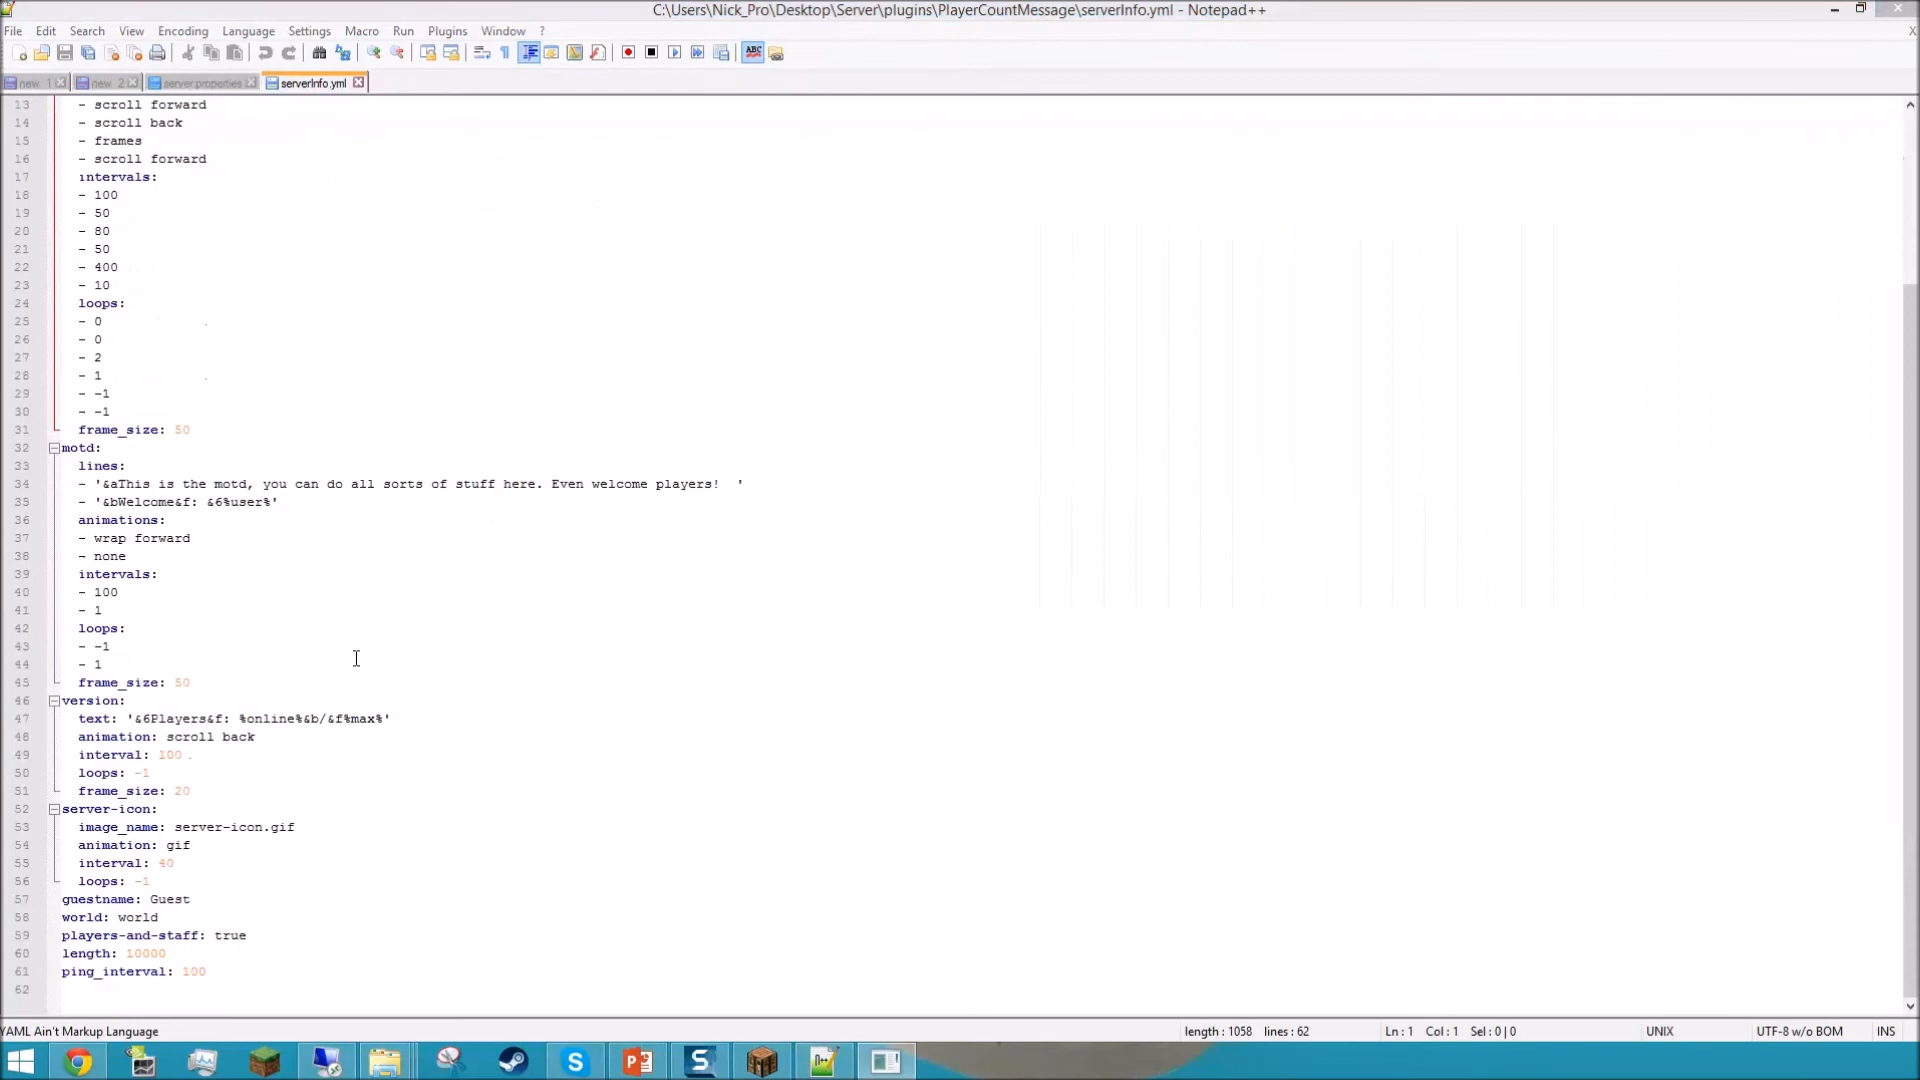 C:\Users\Nick_Pro\Desktop\Server\plugins\PlayerCountMessage\serverInfo.yml - Notepad++
File Edit Search View Encoding Language Settings Macro Run Plugins Window ? X
ABC
new 1 new 2 server.properties serverInfo.yml
13 - scroll forward
14 - scroll back
15 - frames
16 - scroll forward
17 intervals:
18 - 100
19 - 50
20 - 80
21 - 50
22 - 400
23 - 10
24 loops:
25 - 0
26 - 0
27 - 2
28 - 1
29 - -1
30 - -1
31 frame_size: 50
32 motd:
33 lines:
34 - '&aThis is the motd, you can do all sorts of stuff here. Even welcome players!  '
35 - '&bWelcome&f: &6%user%'
36 animations:
37 - wrap forward
38 - none
39 intervals:
40 - 100
41 - 1
42 loops:
43 - -1
44 - 1
45 frame_size: 50
46 version:
47 text: '&6Players&f: %online%&b/&f%max%'
48 animation: scroll back
49 interval: 100
50 loops: -1
51 frame_size: 20
52 server-icon:
53 image_name: server-icon.gif
54 animation: gif
55 interval: 40
56 loops: -1
57 guestname: Guest
58 world: world
59 players-and-staff: true
60 length: 10000
61 ping_interval: 100
62
YAML Ain't Markup Language length : 1058 lines : 62 Ln : 1 Col : 1 Sel : 0 | 0 UNIX UTF-8 w/o BOM INS